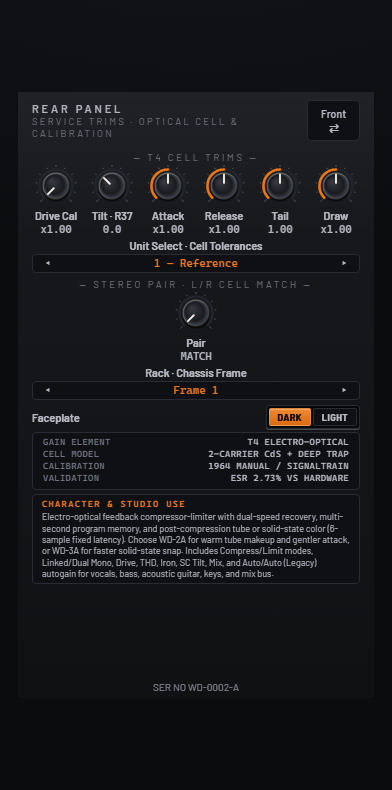 REAR PANEL
SERVICE TRIMS · OPTICAL CELL &
CALIBRATION
Front
⇄
— T4 CELL TRIMS —
Drive Cal Tilt · R37 Attack Release Tail Draw
x1.00 0.0 x1.00 x1.00 1.00 x1.00
Unit Select · Cell Tolerances
◂ 1 — Reference ▸
— STEREO PAIR · L/R CELL MATCH —
Pair
MATCH
Rack · Chassis Frame
◂ Frame 1 ▸
Faceplate DARK LIGHT
GAIN ELEMENT T4 ELECTRO-OPTICAL
CELL MODEL 2-CARRIER CdS + DEEP TRAP
CALIBRATION 1964 MANUAL / SIGNALTRAIN
VALIDATION ESR 2.73% VS HARDWARE
CHARACTER & STUDIO USE
Electro-optical feedback compressor-limiter with dual-speed recovery, multi-
second program memory, and post-compression tube or solid-state color (6-
sample fixed latency). Choose WD-2A for warm tube makeup and gentler attack,
or WD-3A for faster solid-state snap. Includes Compress/Limit modes,
Linked/Dual Mono, Drive, THD, Iron, SC Tilt, Mix, and Auto/Auto (Legacy)
autogain for vocals, bass, acoustic guitar, keys, and mix bus.
SER NO WD-0002-A